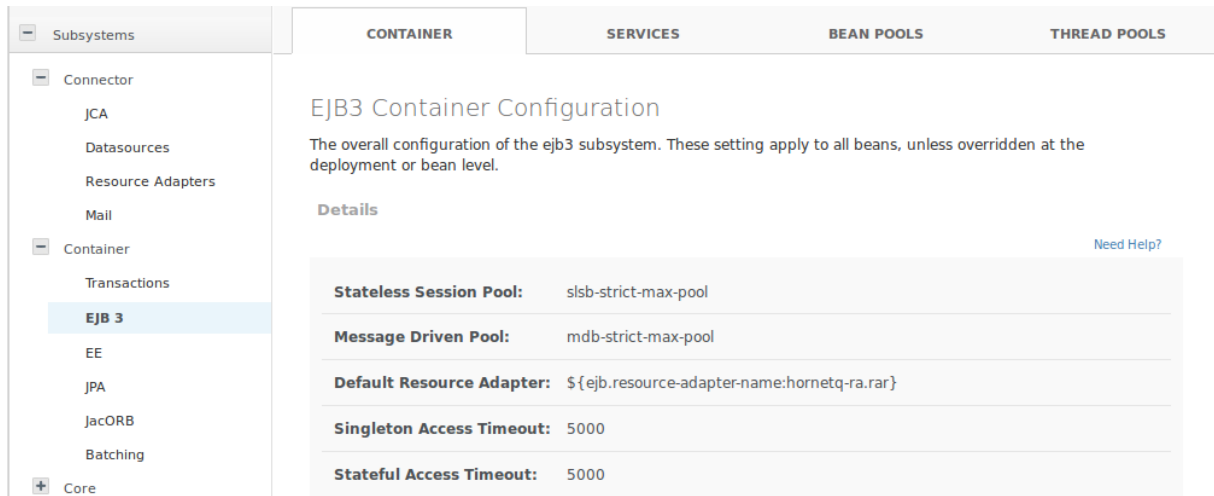 Subsystems
Connector
JCA
Datasources
Resource Adapters
Mail
Container
Transactions
EJB 3
EE
JPA
JacORB
Batching
Core
CONTAINER
SERVICES
BEAN POOLS
THREAD POOLS
EJB3 Container Configuration
The overall configuration of the ejb3 subsystem. These setting apply to all beans, unless overridden at the
deployment or bean level.
Details
Need Help?
Stateless Session Pool: slsb-strict-max-pool
Message Driven Pool: mdb-strict-max-pool
Default Resource Adapter: ${ejb.resource-adapter-name:hornetq-ra.rar}
Singleton Access Timeout: 5000
Stateful Access Timeout: 5000